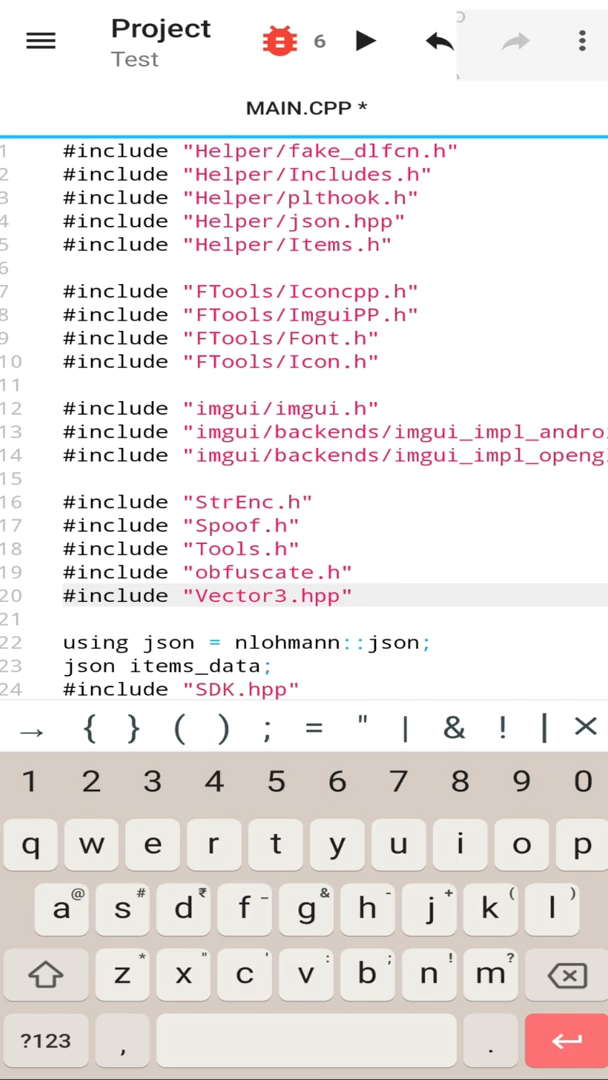 Project
Test
6
MAIN.CPP *
1 #include "Helper/fake_dlfcn.h"
2 #include "Helper/Includes.h"
3 #include "Helper/plthook.h"
4 #include "Helper/json.hpp"
5 #include "Helper/Items.h"
6
7 #include "FTools/Iconcpp.h"
8 #include "FTools/ImguiPP.h"
9 #include "FTools/Font.h"
10 #include "FTools/Icon.h"
11
12 #include "imgui/imgui.h"
13 #include "imgui/backends/imgui_impl_androi
14 #include "imgui/backends/imgui_impl_opengl
15
16 #include "StrEnc.h"
17 #include "Spoof.h"
18 #include "Tools.h"
19 #include "obfuscate.h"
20 #include "Vector3.hpp"
21
22 using json = nlohmann::json;
23 json items_data;
24 #include "SDK.hpp"
→ { } ( ) ; = " | & ! | ×
1 2 3 4 5 6 7 8 9 0
q w e r t y u i o p
a @ s # d ₹ f _ g & h - j + k ( l )
z * x " c ' v : b ; n ! m ?
?123 , .